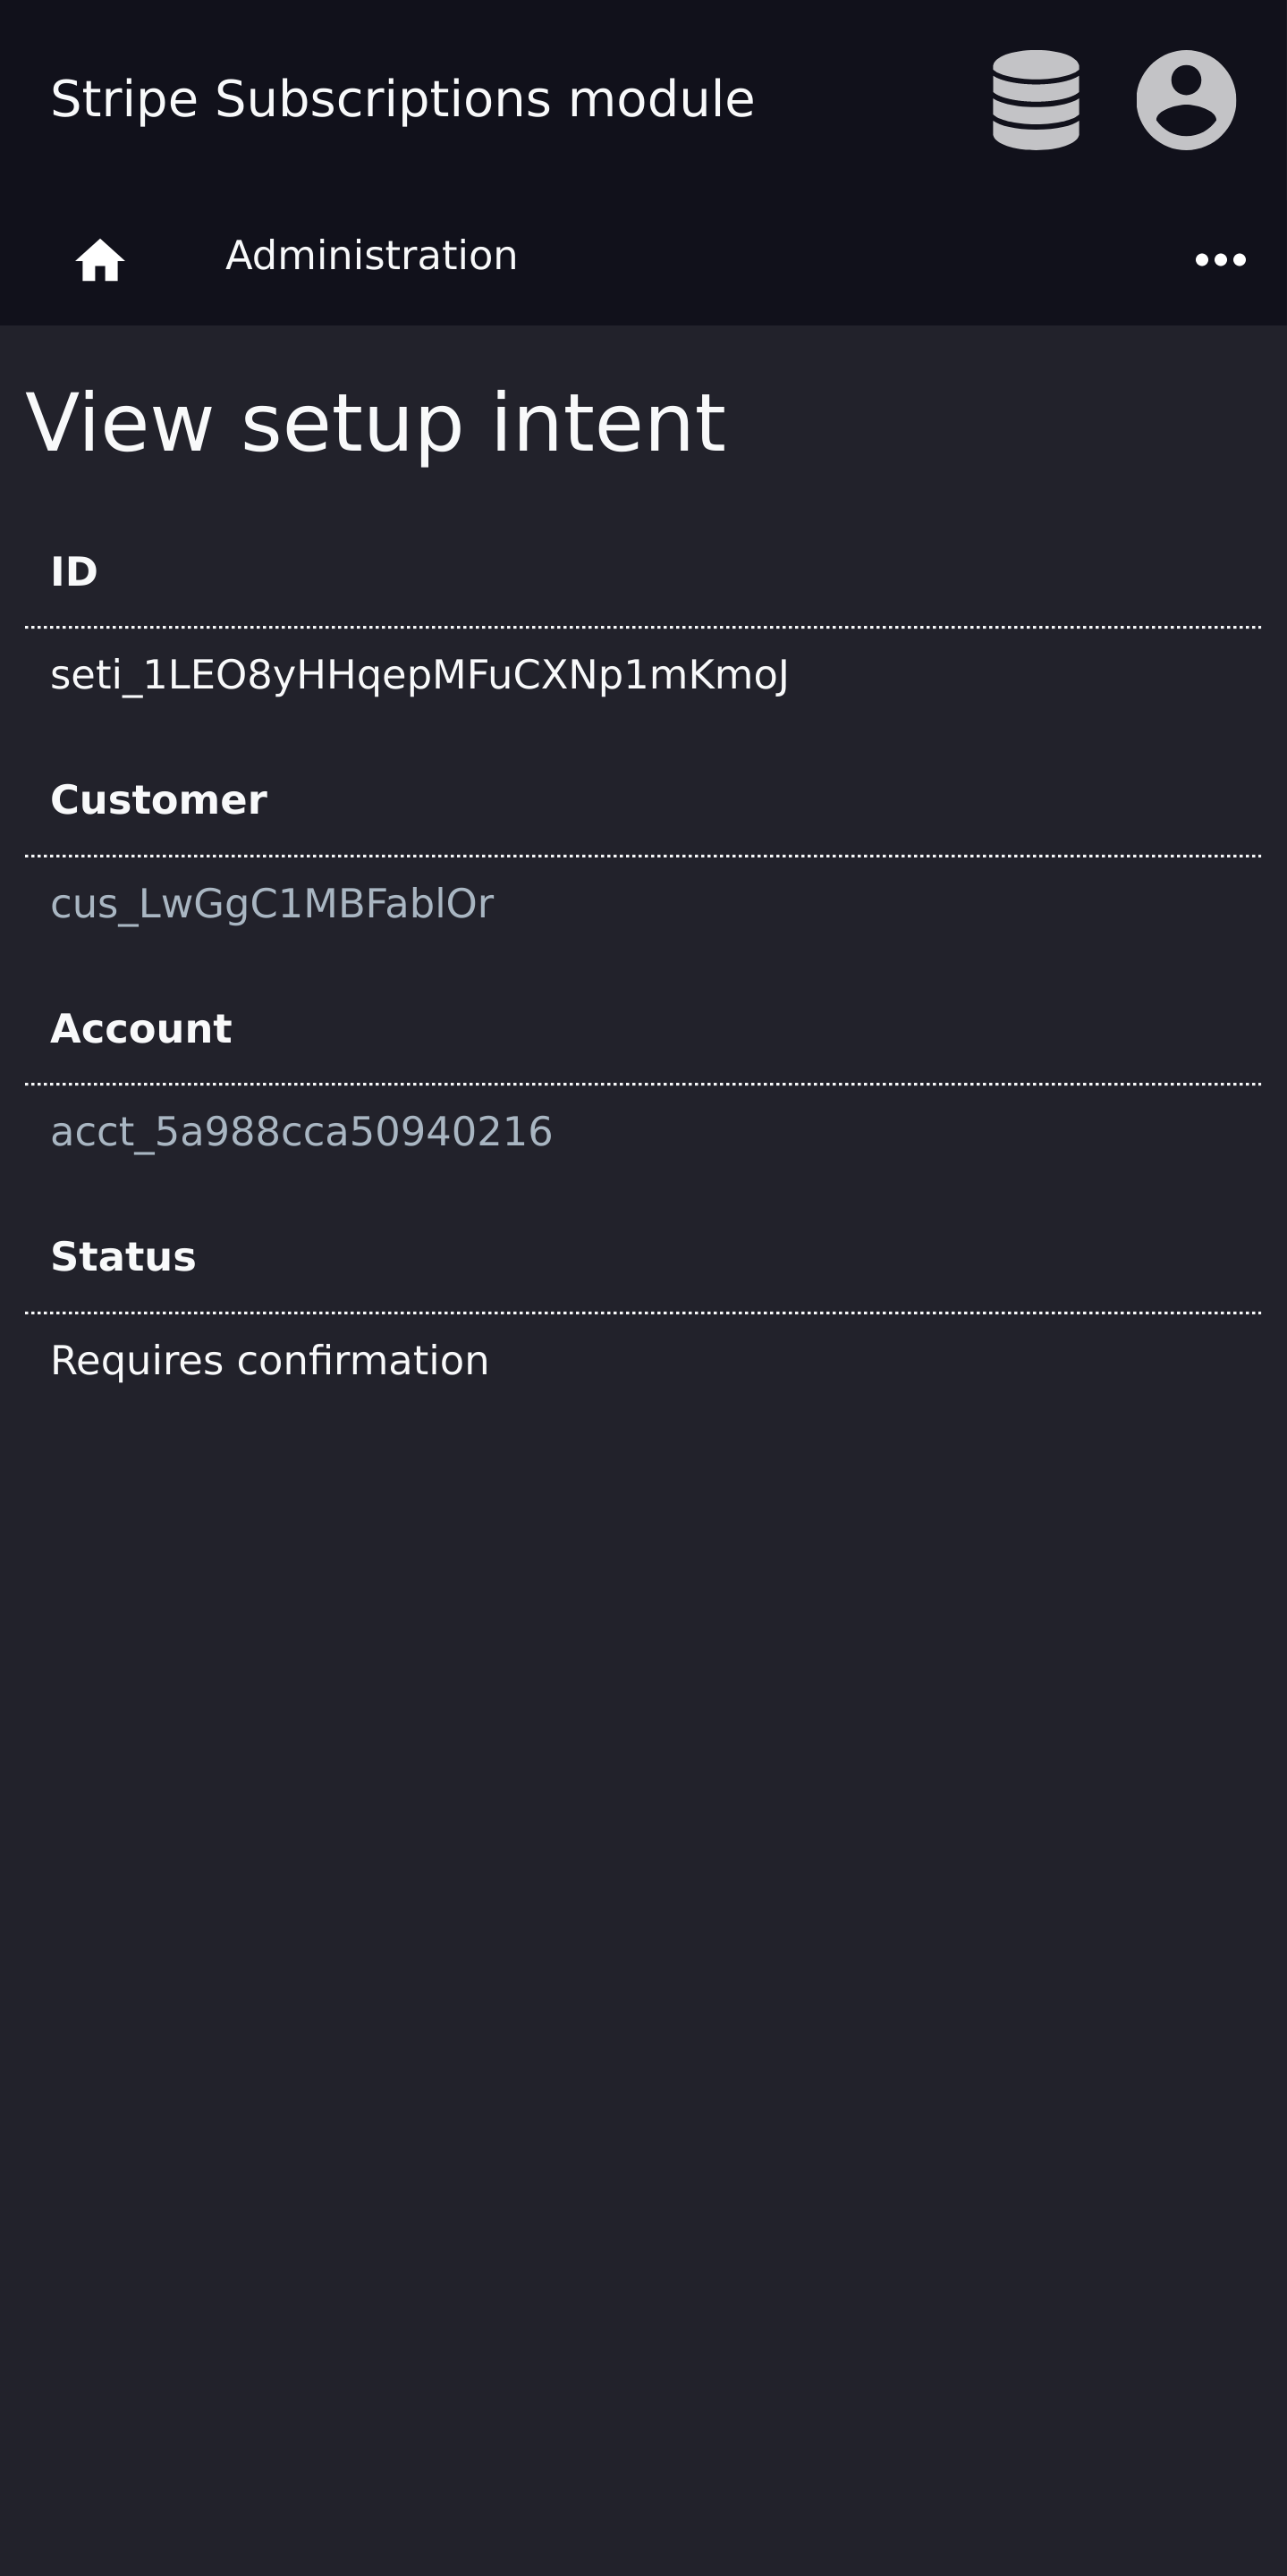 Stripe Subscriptions module
Administration
View setup intent
ID
seti_1LEO8yHHqepMFuCXNp1mKmoJ
Customer
cus_LwGgC1MBFablOr
Account
acct_5a988cca50940216
Status
Requires confirmation